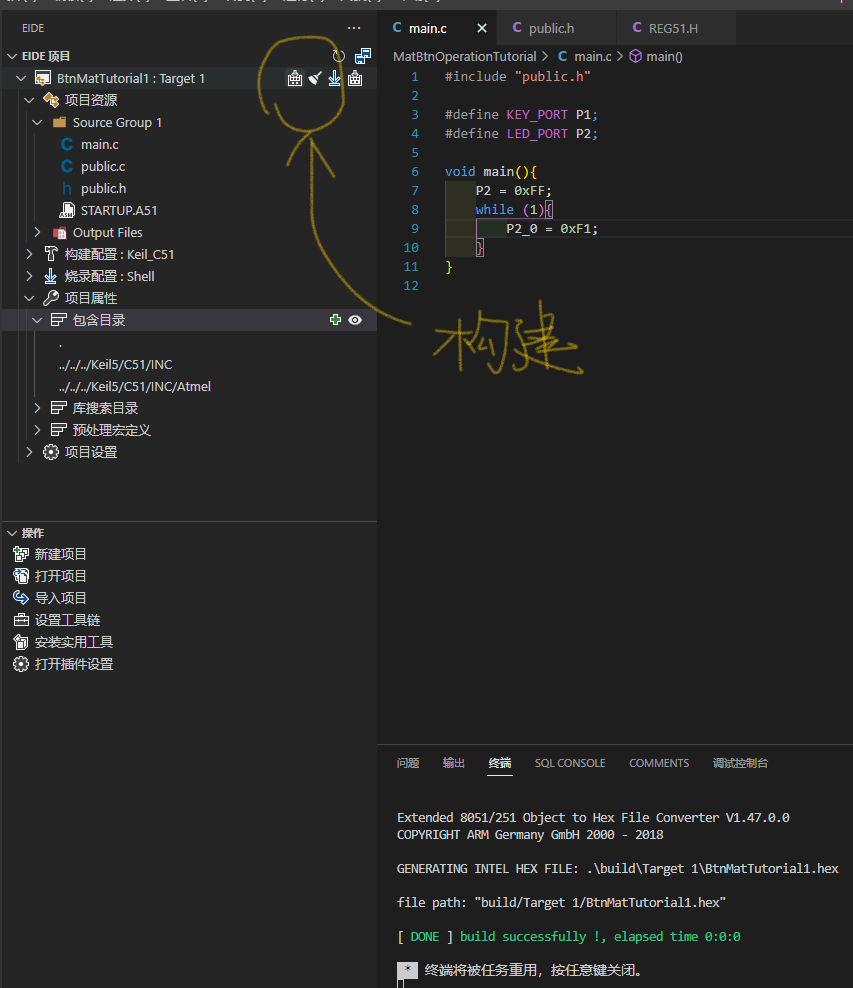 EIDE
EIDE 项目
BtnMatTutorial1 : Target 1
项目资源
Source Group 1
main.c
public.c
public.h
STARTUP.A51
Output Files
构建配置 : Keil_C51
烧录配置 : Shell
项目属性
包含目录
.
../../../Keil5/C51/INC
../../../Keil5/C51/INC/Atmel
库搜索目录
预处理宏定义
项目设置
操作
新建项目
打开项目
导入项目
设置工具链
安装实用工具
打开插件设置
main.c public.h REG51.H
MatBtnOperationTutorial > main.c > main()
1 #include "public.h"
2
3 #define KEY_PORT P1;
4 #define LED_PORT P2;
5
6 void main(){
7 P2 = 0xFF;
8 while (1){
9 P2_0 = 0xF1;
10 }
11 }
12
构建
问题 输出 终端 SQL CONSOLE COMMENTS 调试控制台
Extended 8051/251 Object to Hex File Converter V1.47.0.0
COPYRIGHT ARM Germany GmbH 2000 - 2018
GENERATING INTEL HEX FILE: .\build\Target 1\BtnMatTutorial1.hex
file path: "build/Target 1/BtnMatTutorial1.hex"
[ DONE ] build successfully !, elapsed time 0:0:0
* 终端将被任务重用，按任意键关闭。